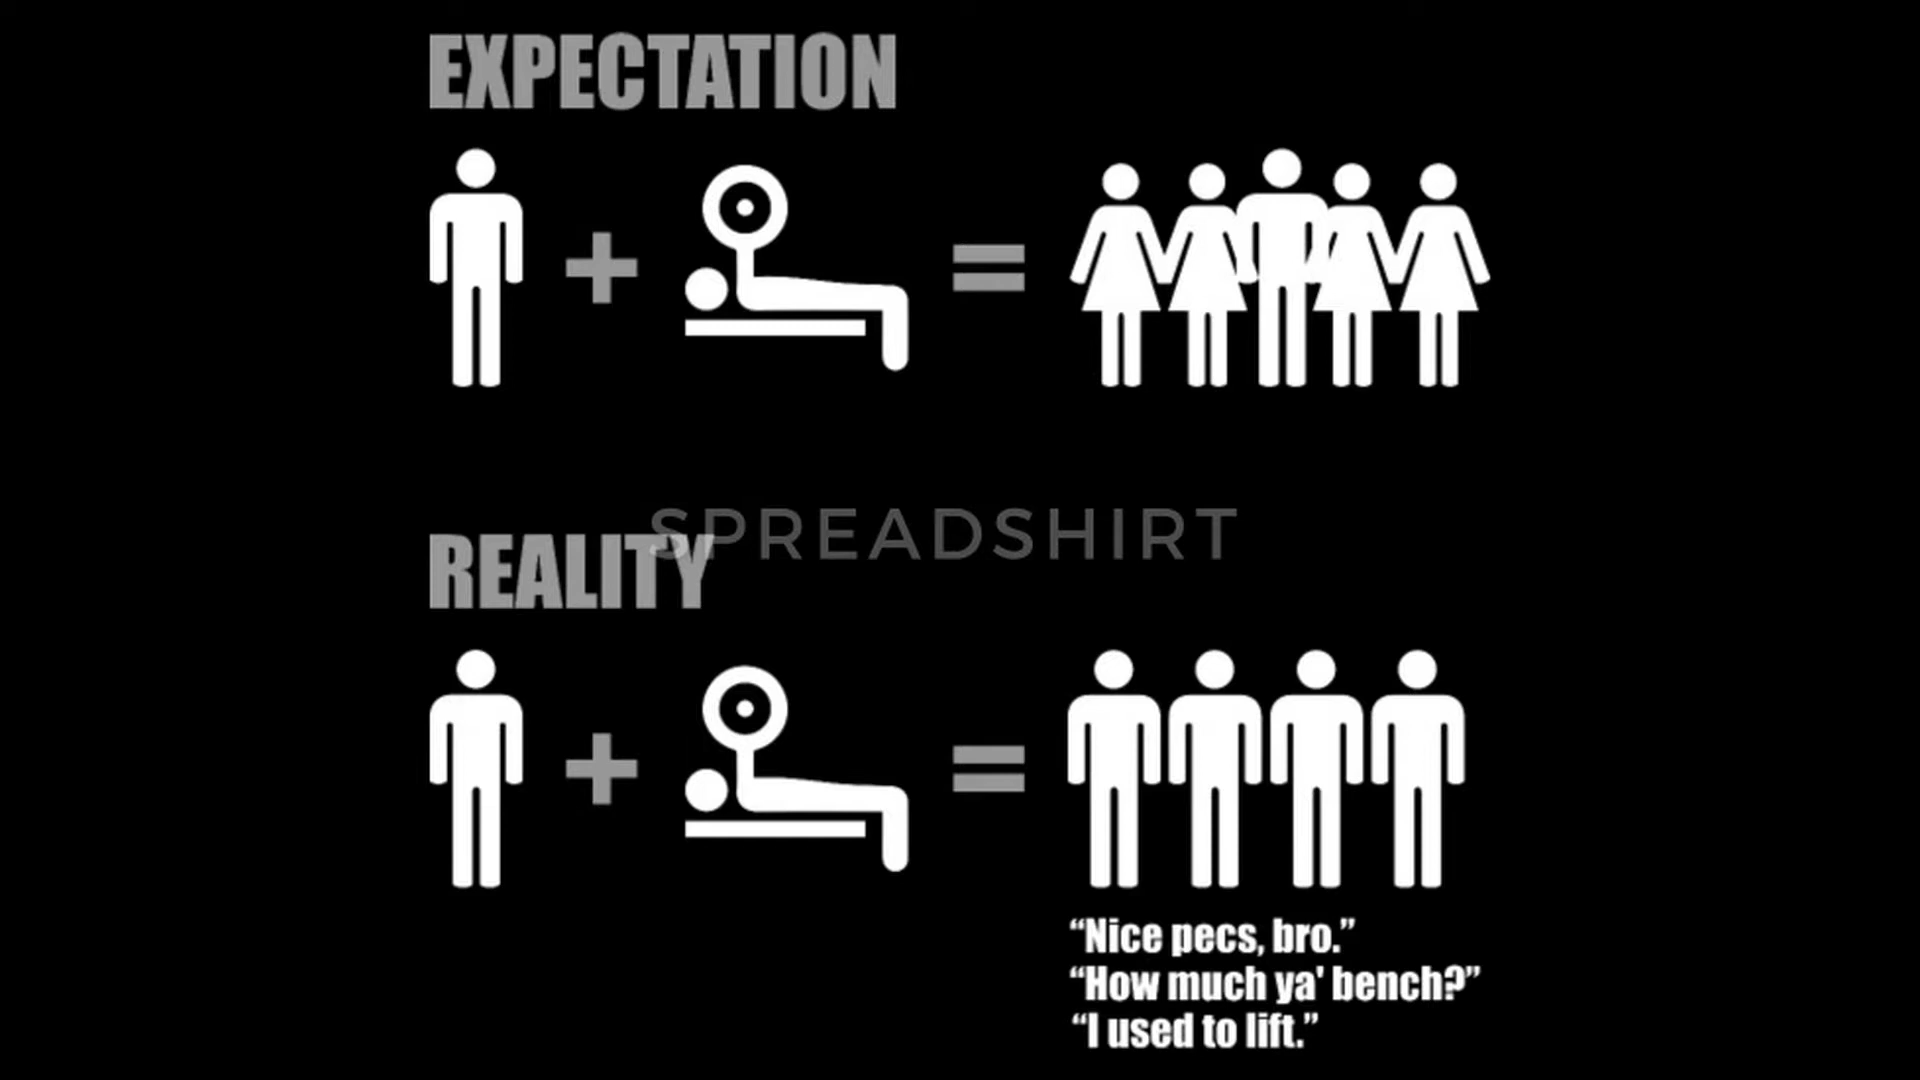 EXPECTATION
+ =
SPREADSHIRT
REALITY
+ =
“Nice pecs, bro.”
“How much ya' bench?”
“I used to lift.”